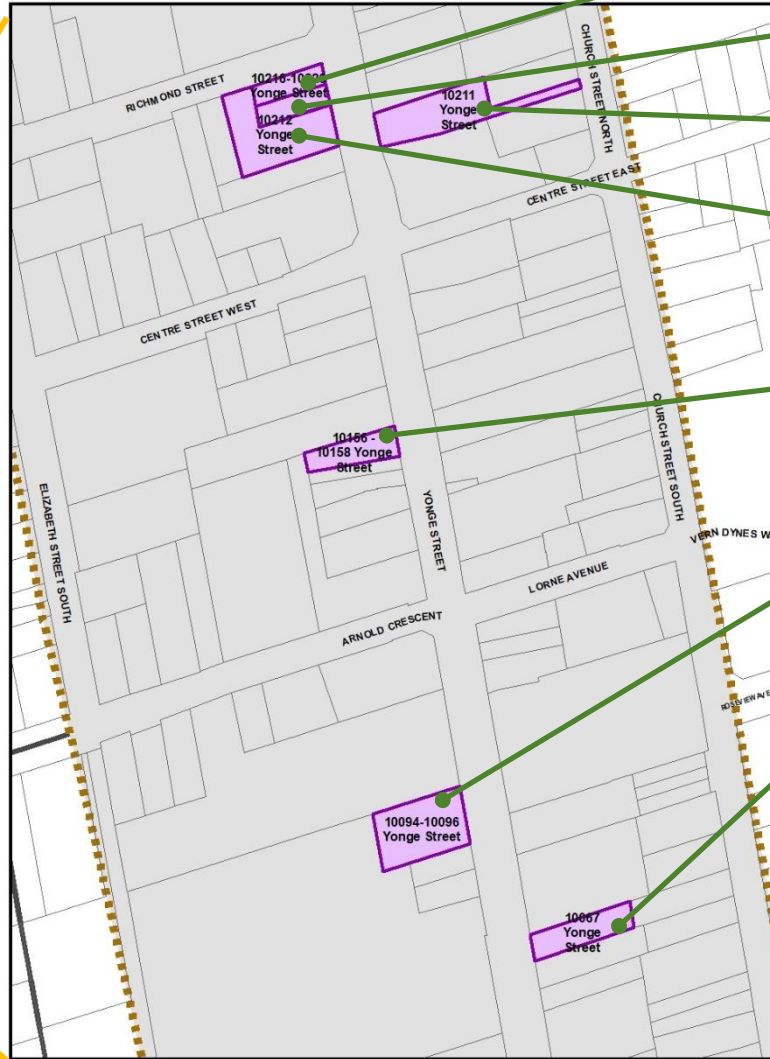 CHURCH STREET NORTH
RICHMOND STREET
Yonge Street
10211
Yonge
Street
10212
Yonge
Street
CENTRE STREET EAST
CENTRE STREET WEST
CHURCH STREET SOUTH
10156 -
10158 Yonge
Street
ELIZABETH STREET SOUTH
YONGE STREET
VERN DYNES W
LORNE AVENUE
ARNOLD CRESCENT
ROSEVIEW AVE
10094-10096
Yonge Street
10067
Yonge
Street